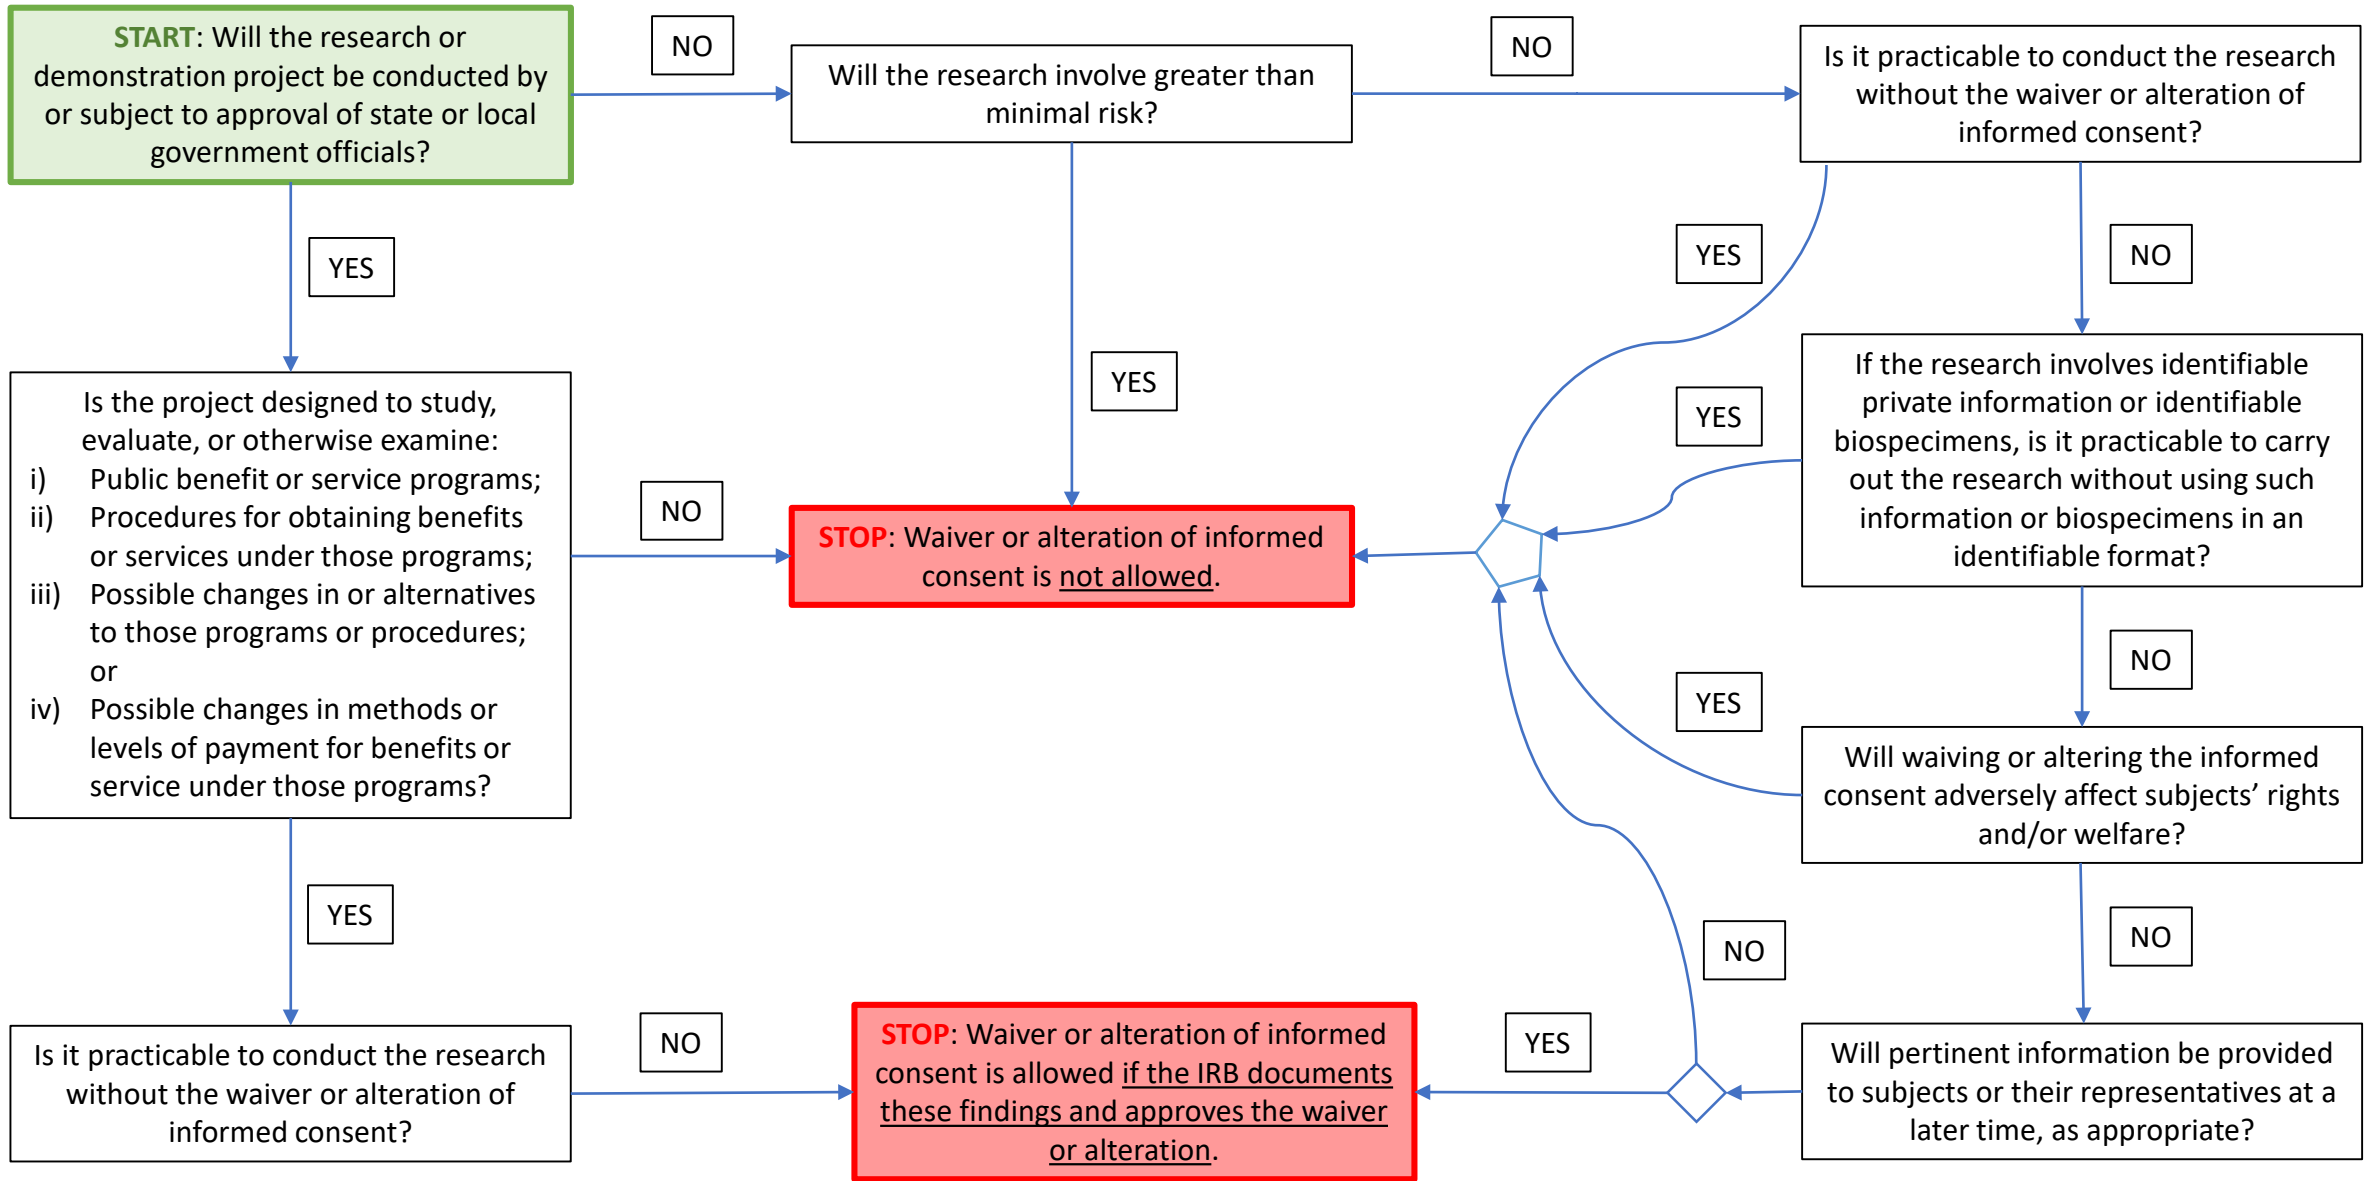 START: Will the research or
demonstration project be conducted by
or subject to approval of state or local
government officials?
NO
Will the research involve greater than
minimal risk?
NO
Is it practicable to conduct the research
without the waiver or alteration of
informed consent?
YES
YES
YES
NO
Is the project designed to study,
evaluate, or otherwise examine:
i) Public benefit or service programs;
ii) Procedures for obtaining benefits
or services under those programs;
iii) Possible changes in or alternatives
to those programs or procedures;
or
iv) Possible changes in methods or
levels of payment for benefits or
service under those programs?
NO
STOP: Waiver or alteration of informed
consent is not allowed.
YES
If the research involves identifiable
private information or identifiable
biospecimens, is it practicable to carry
out the research without using such
information or biospecimens in an
identifiable format?
NO
YES
Will waiving or altering the informed
consent adversely affect subjects’ rights
and/or welfare?
YES
NO
NO
Is it practicable to conduct the research
without the waiver or alteration of
informed consent?
NO
STOP: Waiver or alteration of informed
consent is allowed if the IRB documents
these findings and approves the waiver
or alteration.
YES
Will pertinent information be provided
to subjects or their representatives at a
later time, as appropriate?